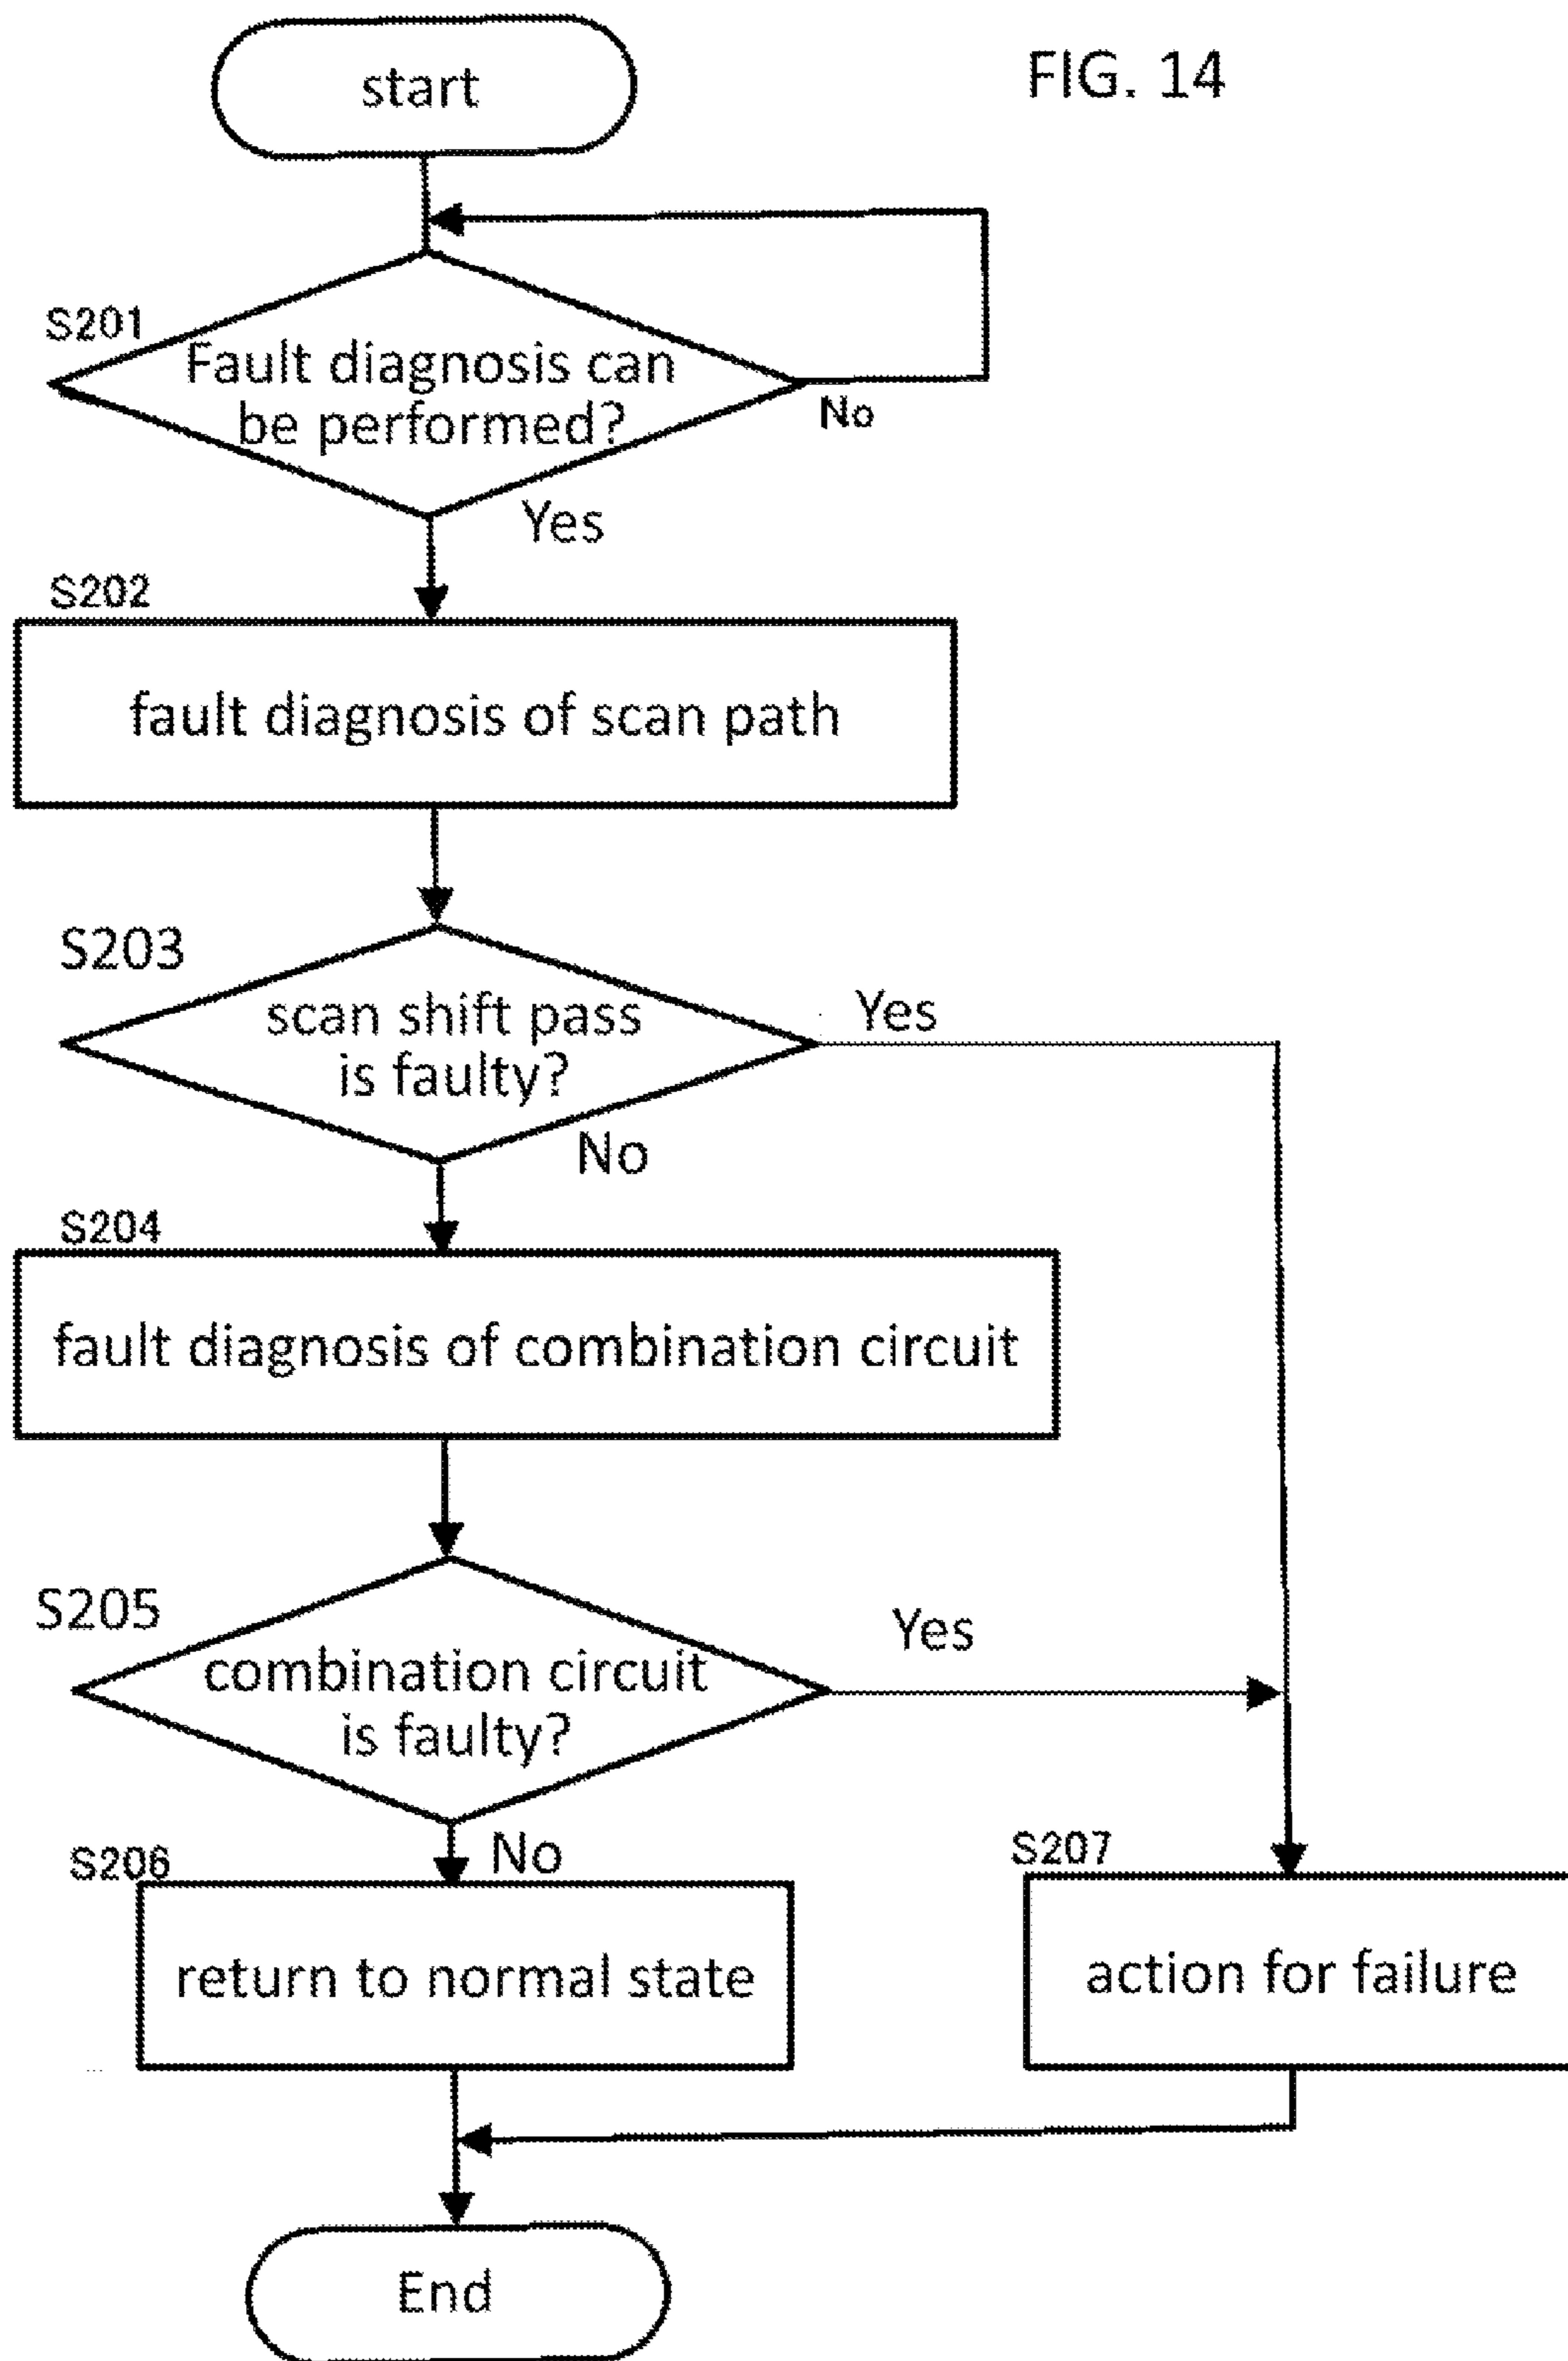 FIG. 14
start
S201
Fault diagnosis can
be performed?
No
Yes
S202
fault diagnosis of scan path
S203
scan shift pass
is faulty?
Yes
No
S204
fault diagnosis of combination circuit
S205
combination circuit
is faulty?
Yes
No
S206
return to normal state
S207
action for failure
End